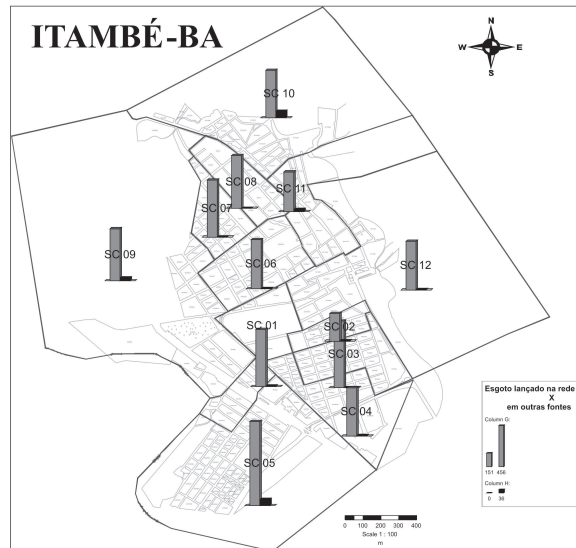 ITAMBÉ-BA
N
W E
S
SC 10
SC 08
SC 11
SC 07
SC 09
SC 06
SC 12
SC 01
SC 02
SC 03
SC 04
SC 05
Esgoto lançado na rede
X
em outras fontes
Column G:
151 456
Column H:
0 36
0 100 200 300 400
Scale 1 : 100
m